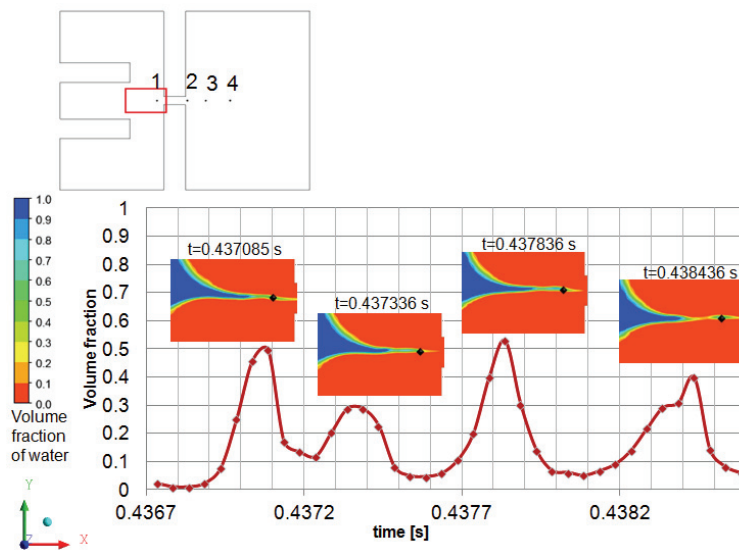 1 2 3 4
1.0
0.9
0.8
0.7
0.6
0.5
0.4
0.3
0.2
0.1
0.0
Volume
fraction
of water
Y
Z
X
Volume fraction
1
0.9
0.8
0.7
0.6
0.5
0.4
0.3
0.2
0.1
0
t=0.437085 s
t=0.437336 s
t=0.437836 s
t=0.438436 s
0.4367 0.4372 0.4377 0.4382
time [s]